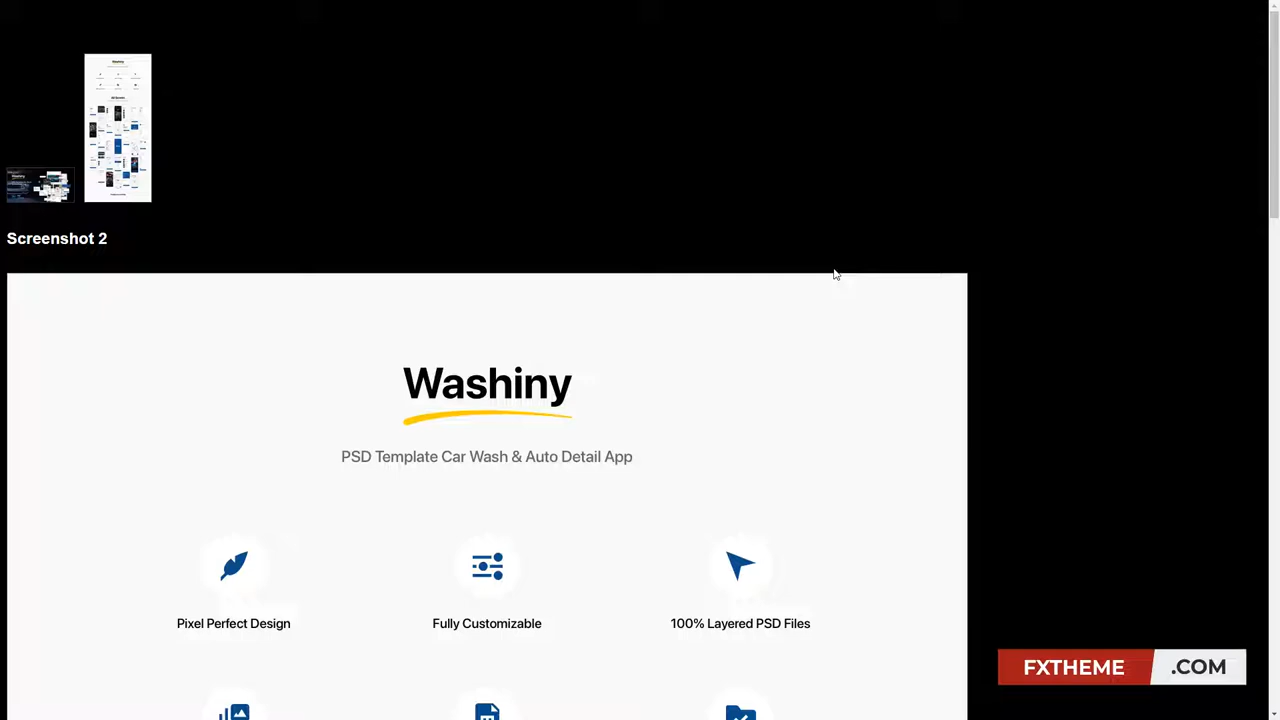 Screenshot 2
Washiny
PSD Template Car Wash & Auto Detail App
Pixel Perfect Design
Fully Customizable
100% Layered PSD Files
FXTHEME .COM